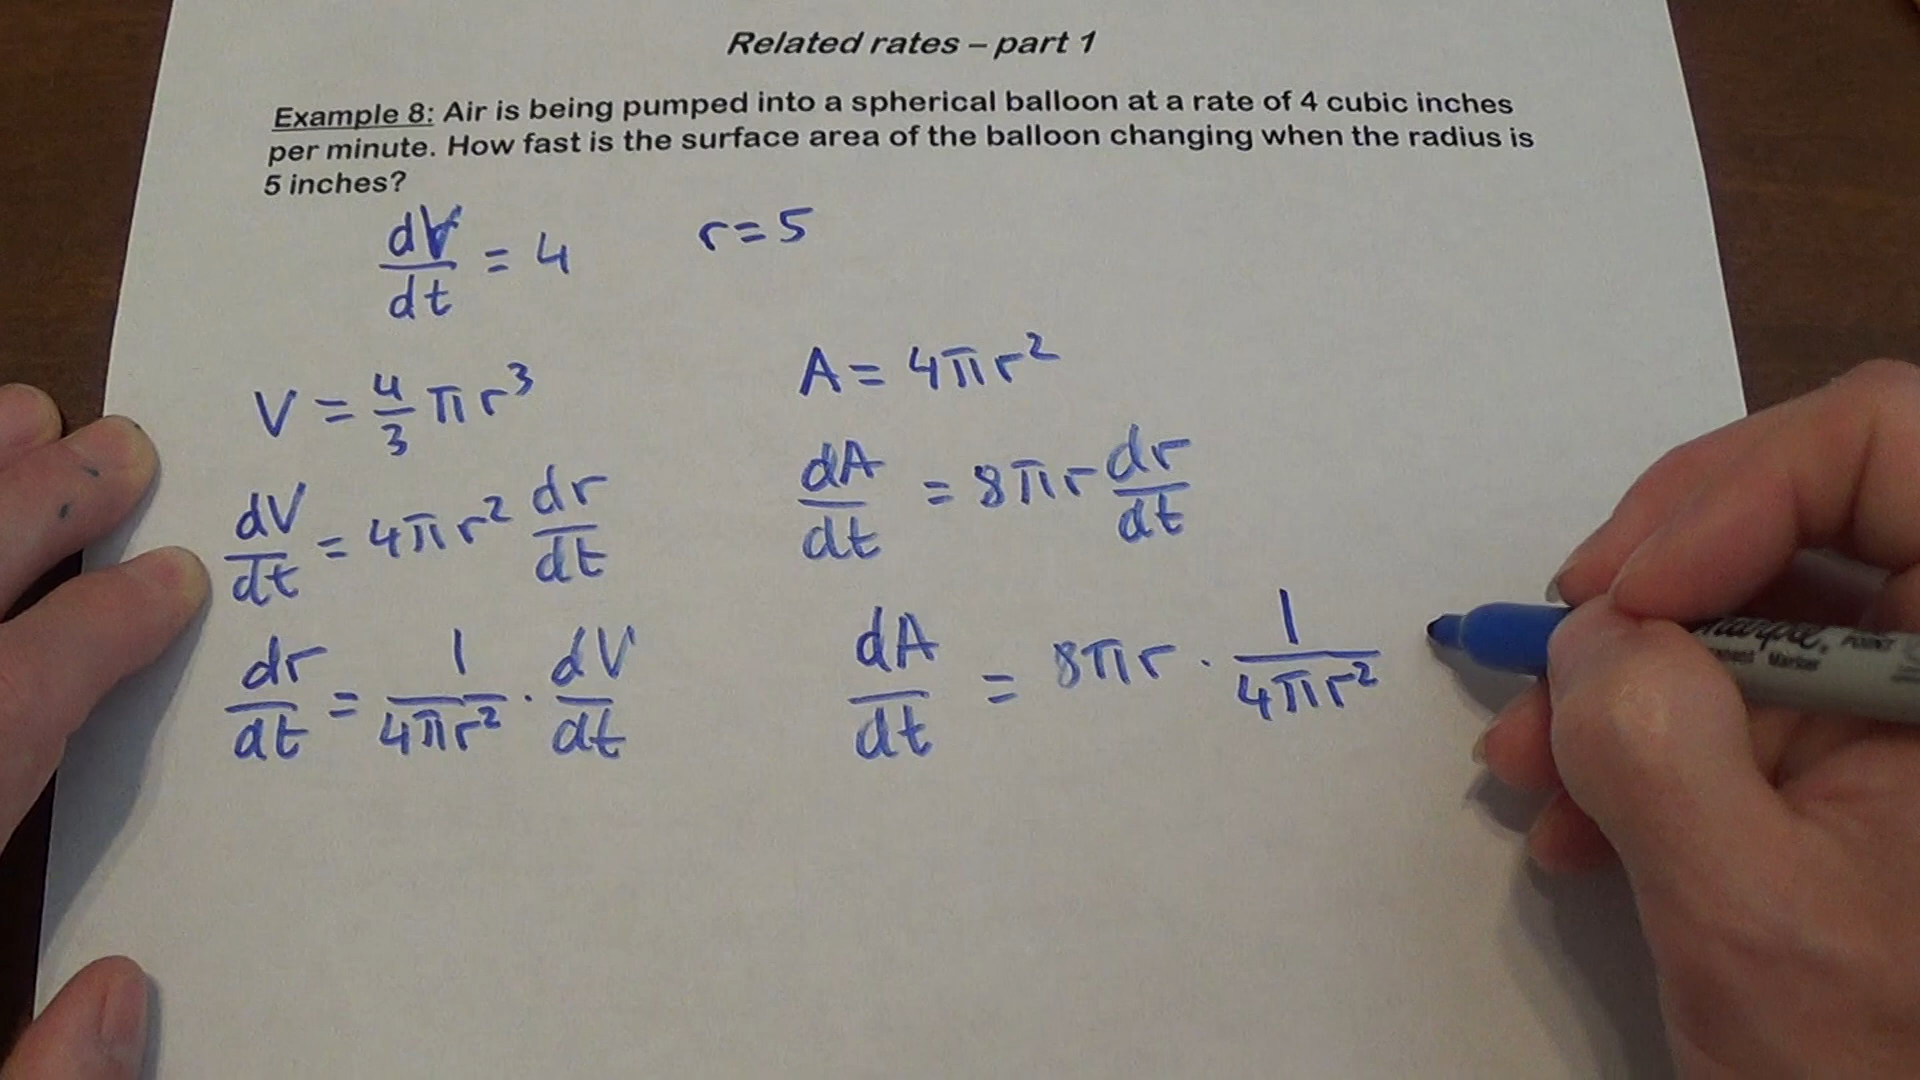 Related rates – part 1
Example 8: Air is being pumped into a spherical balloon at a rate of 4 cubic inches
per minute. How fast is the surface area of the balloon changing when the radius is
5 inches?
dV/dt = 4
r = 5
V = 4/3 πr³
dV/dt = 4πr² dr/dt
dr/dt = 1/4πr² · dV/dt
A = 4πr²
dA/dt = 8πr dr/dt
dA/dt = 8πr · 1/4πr²
Sharpie. POINT
Marker